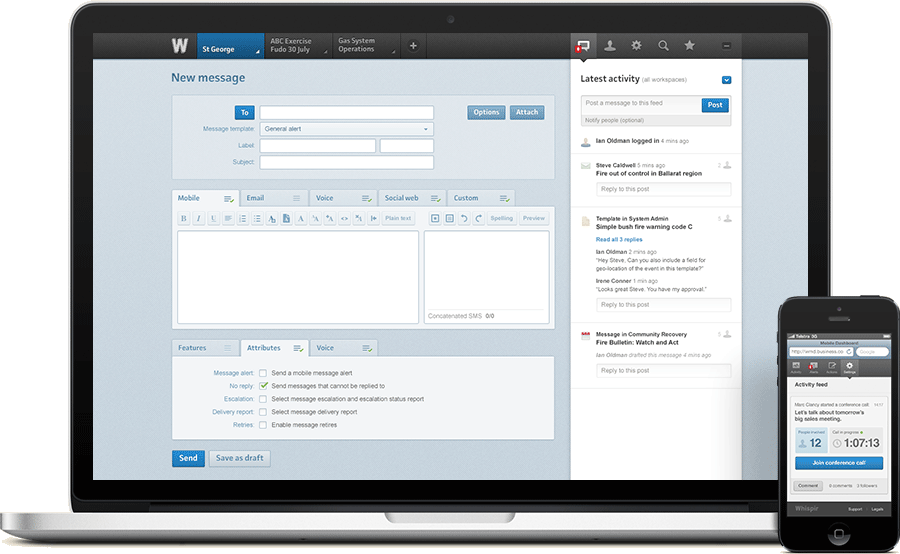 W
St George
ABC Exercise
Fudo 30 July
Gas System
Operations
New message
To
Options
Attach
Message template:
General alert
Label:
Subject:
Mobile
Email
Voice
Social web
Custom
B
I
U
Plain text
Spelling
Preview
Concatenated SMS 0/0
Features
Attributes
Voice
Message alert:
Send a mobile message alert
No reply:
Send messages that cannot be replied to
Escalation:
Select message escalation and escalation status report
Delivery report:
Select message delivery report
Retries:
Enable message retires
Send
Save as draft
Latest activity (all workspaces)
Post a message to this feed
Post
Notify people (optional)
Ian Oldman logged in 4 mins ago
Steve Caldwell 5 mins ago
Fire out of control in Ballarat region
Reply to this post
Template in System Admin
5
Simple bush fire warning code C
Read all 3 replies
Ian Oldman 2 mins ago
"Hey Steve, Can you also include a field for
geo-location of the event in this template?"
Irene Conner 1 min ago
"Looks great Steve. You have my approval."
Reply to this post
Message in Community Recovery
5
Fire Bulletin: Watch and Act
Ian Oldman drafted this message 4 mins ago
Reply to this post
Telstra 3G
Mobile Dashboard
Google
Settings
Activity feed
Marc Clancy started a conference call
Let's talk about tomorrow's
big sales meeting.
People involved
12
Call in progress
1:07:13
Join conference call
Comment
Whispir
Support
Legals